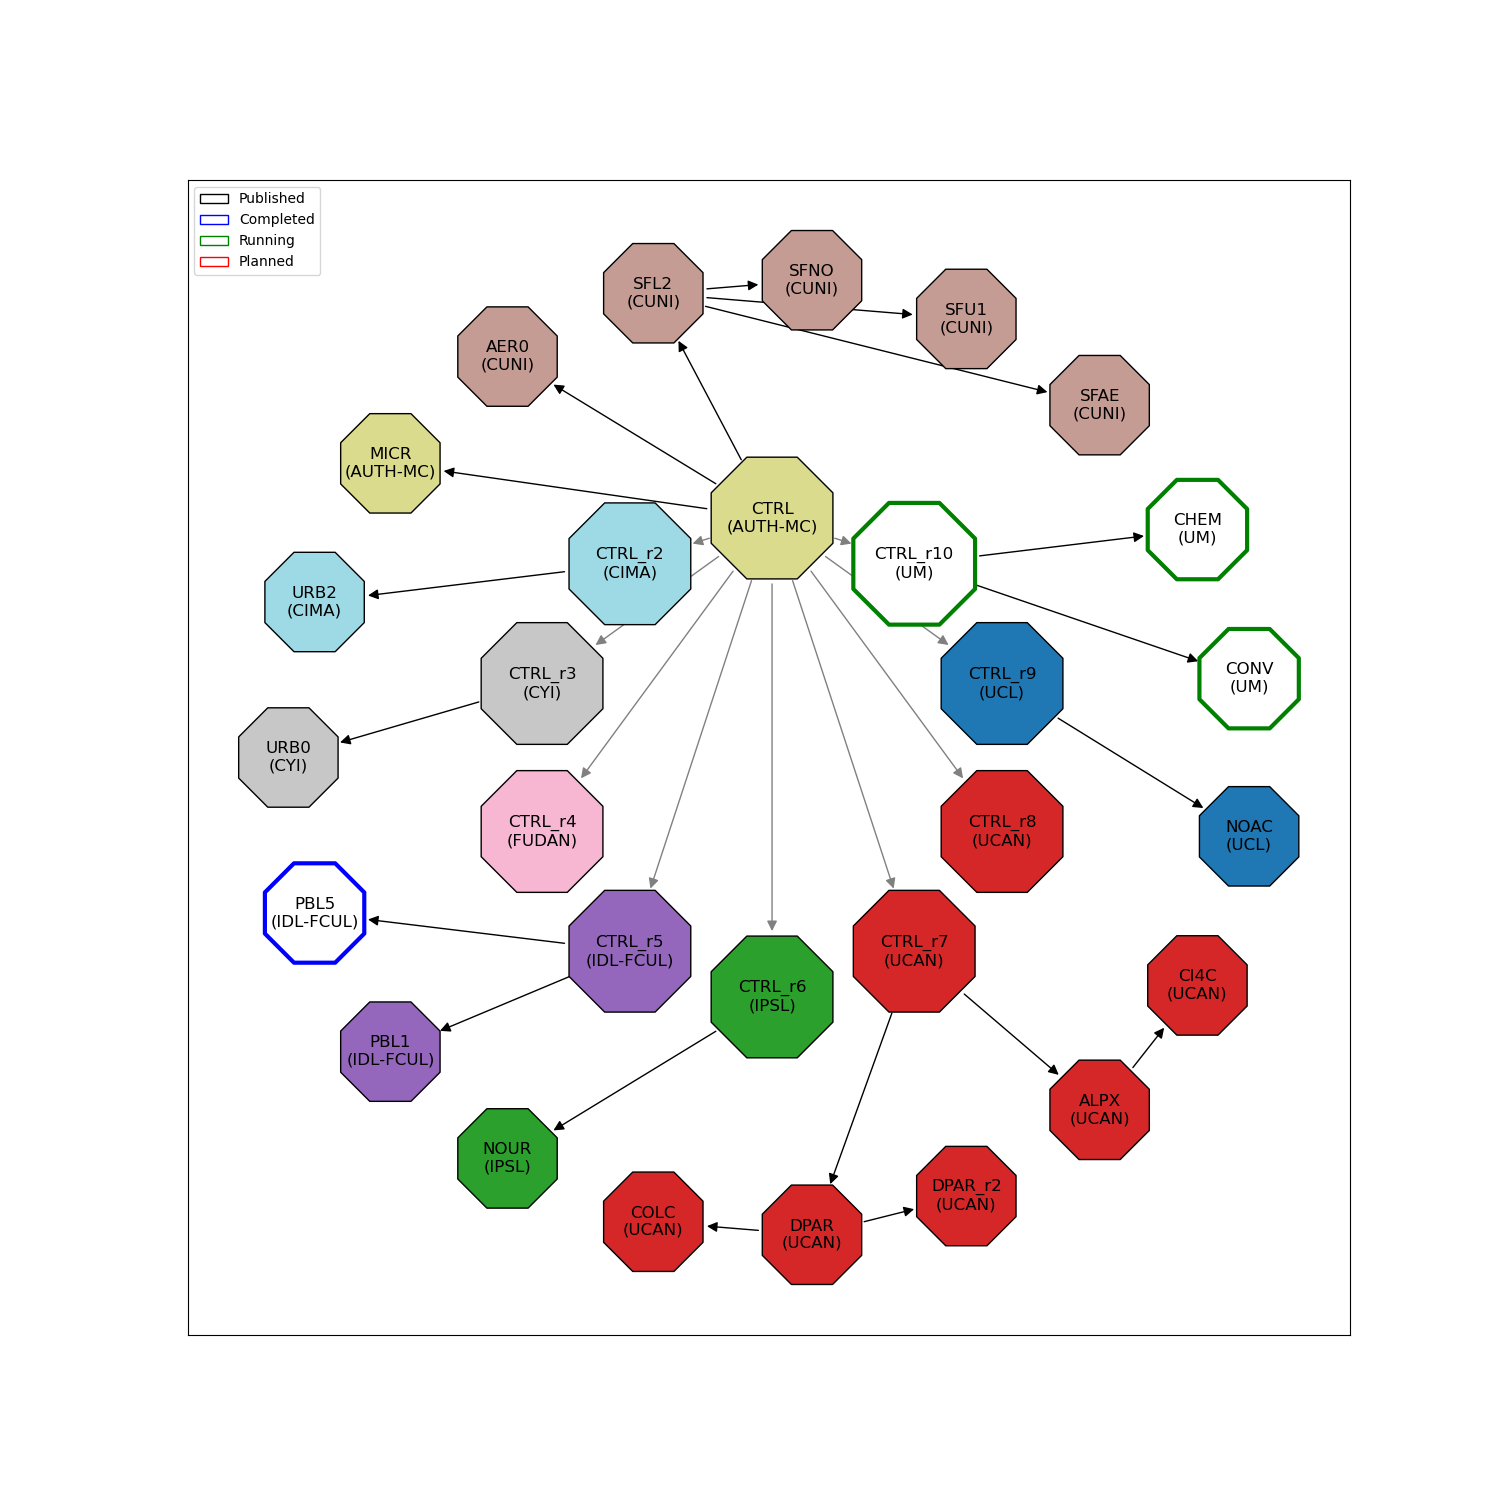 Published
Completed
Running
Planned
SFNO
(CUNI)
SFL2
(CUNI)
SFU1
(CUNI)
AER0
(CUNI)
SFAE
(CUNI)
MICR
(AUTH-MC)
CTRL
(AUTH-MC)
CHEM
(UM)
CTRL_r2
(CIMA)
CTRL_r10
(UM)
URB2
(CIMA)
CTRL_r3
(CYI)
CTRL_r9
(UCL)
CONV
(UM)
URB0
(CYI)
CTRL_r4
(FUDAN)
CTRL_r8
(UCAN)
NOAC
(UCL)
PBL5
(IDL-FCUL)
CTRL_r5
(IDL-FCUL)
CTRL_r7
(UCAN)
CTRL_r6
(IPSL)
CI4C
(UCAN)
PBL1
(IDL-FCUL)
ALPX
(UCAN)
NOUR
(IPSL)
DPAR_r2
(UCAN)
COLC
(UCAN)
DPAR
(UCAN)